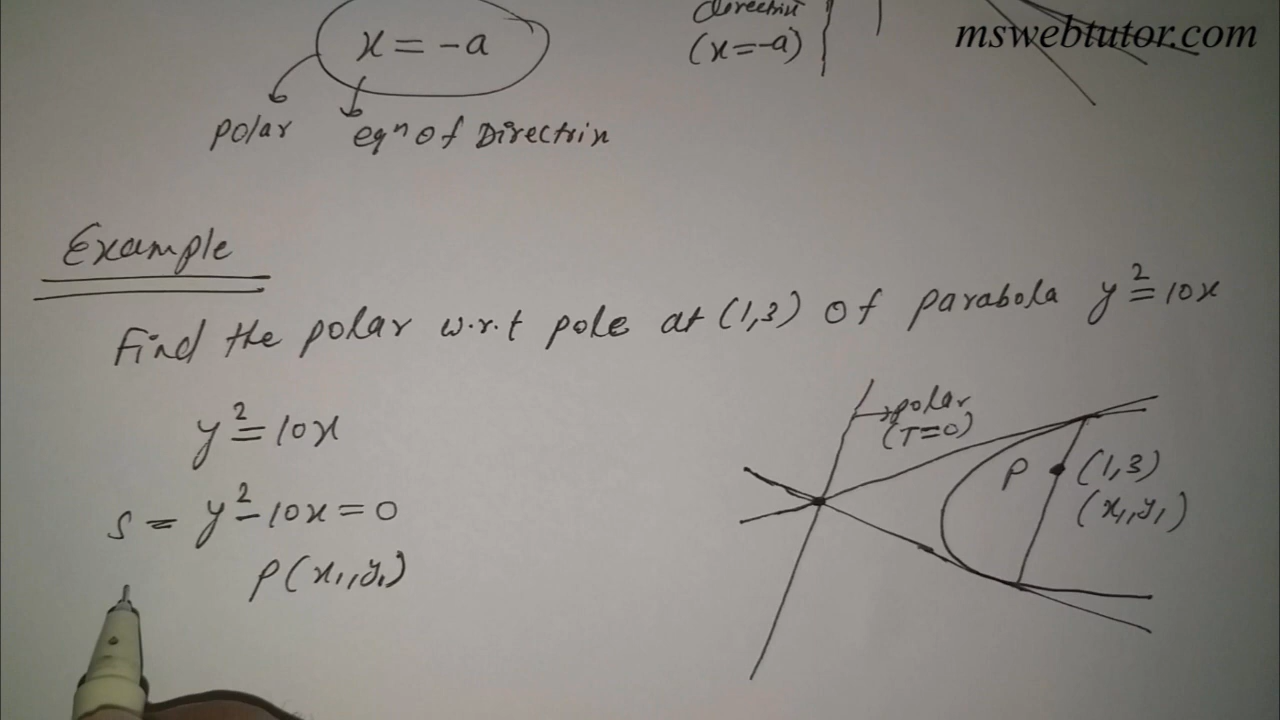 x = -a
Directrix
(x=-a)
mswebtutor.com
polar
eqⁿ of Directrix
Example
Find the polar w.r.t pole at (1,3) of parabola y² = 10x
y² = 10x
S = y² - 10x = 0
P(x₁,y₁)
polar
(T=0)
P
(1,3)
(x₁,y₁)